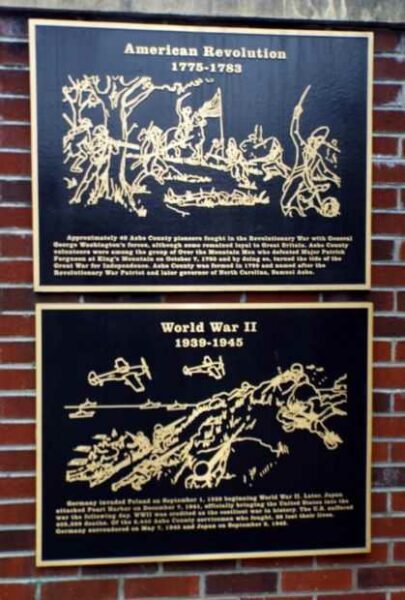 American Revolution
1775-1783
Approximately 40 Ashe County pioneers fought in the Revolutionary War with General
George Washington's forces, although some remained loyal to Great Britain. Ashe County
volunteers were among the group of Over the Mountain Men who defeated Major Patrick
Ferguson at King's Mountain on October 7, 1780 and by doing so, turned the tide of the
Great War for Independence. Ashe County was formed in 1799 and named after the
Revolutionary War Patriot and later governor of North Carolina, Samuel Ashe.
World War II
1939-1945
Germany invaded Poland on September 1, 1939 beginning World War II. Later, Japan
attacked Pearl Harbor on December 7, 1941, officially bringing the United States into the
war the following day. WWII was credited as the costliest war in history. The U.S. suffered
deaths. Of the Ashe County servicemen who fought, lost their lives.
Germany surrendered on May 7, 1945 and Japan on September 2, 1945.